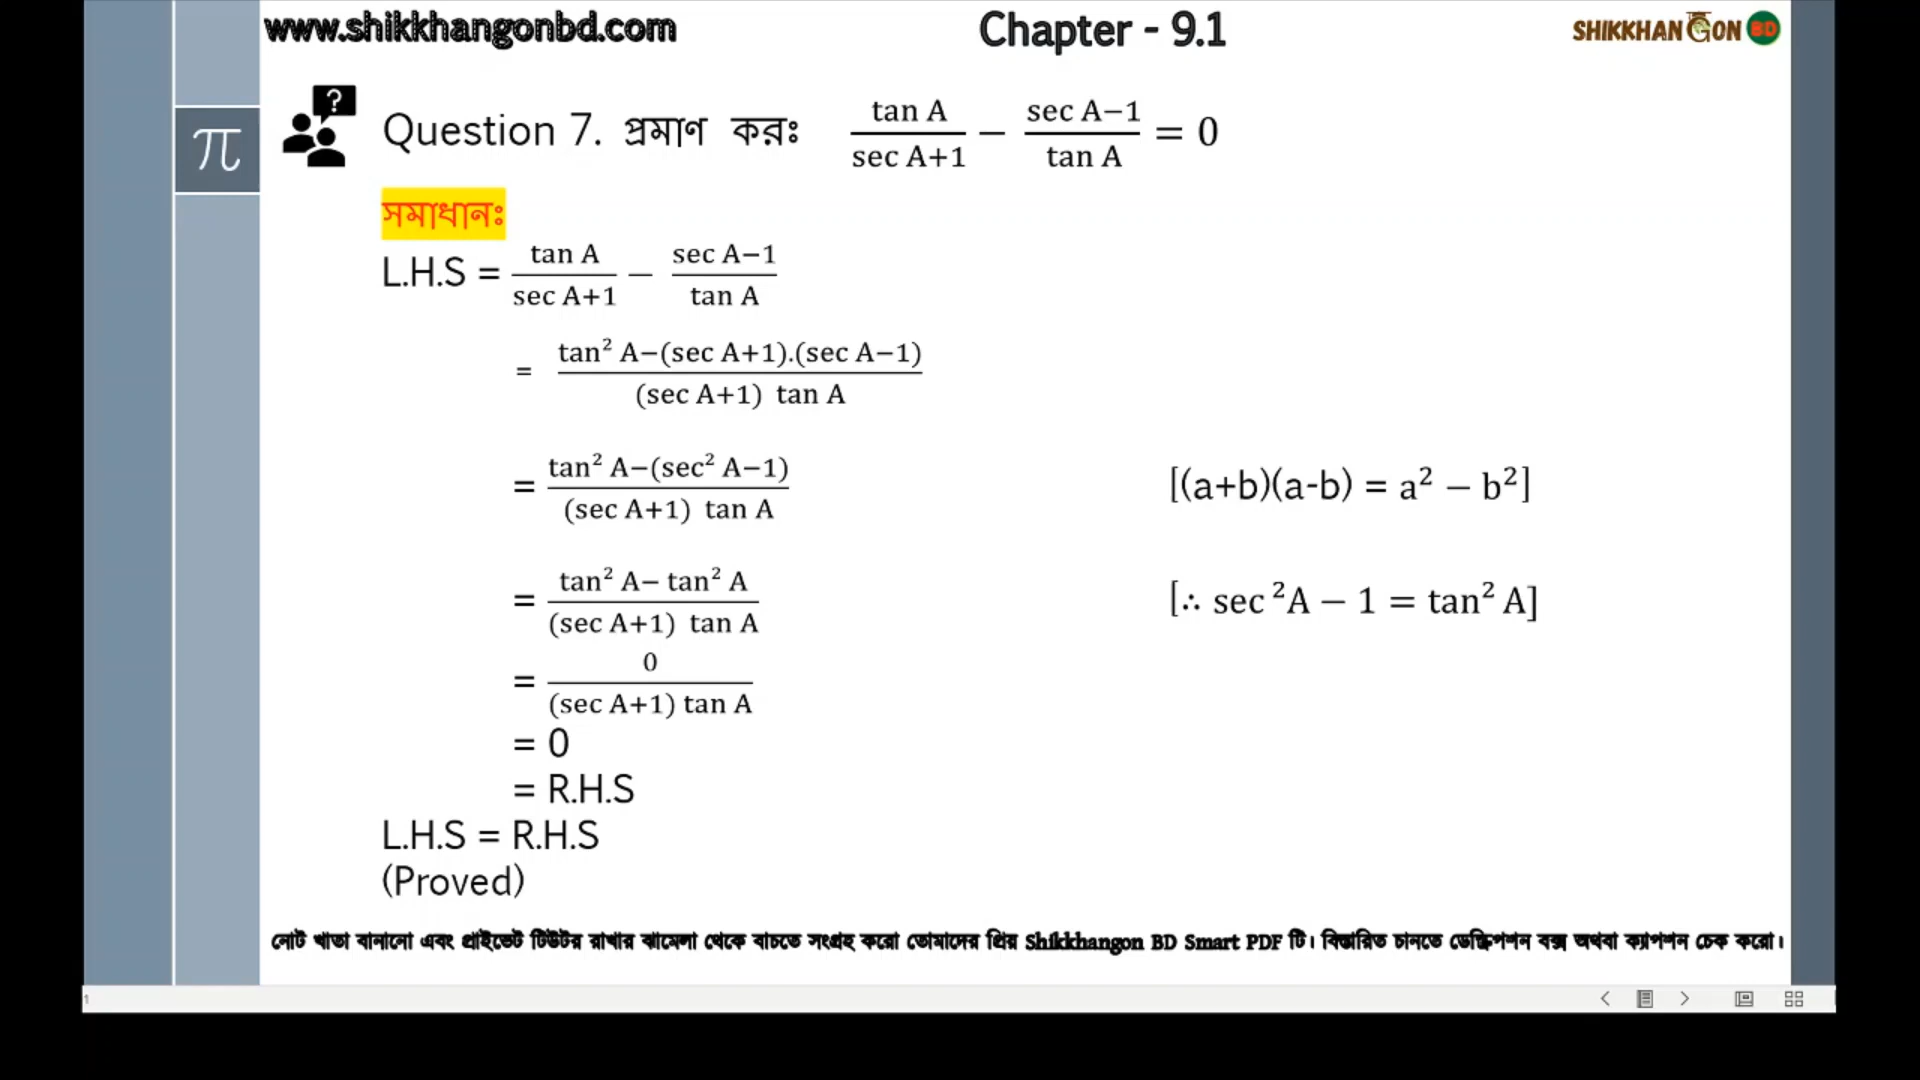 www.shikkhangonbd.com Chapter - 9.1 SHIKKHANGON BD
?
π
Question 7. প্রমাণ করঃ tan A/sec A+1 − sec A−1/tan A = 0
সমাধানঃ
L.H.S = tan A/sec A+1 − sec A−1/tan A
= tan² A−(sec A+1).(sec A−1)/(sec A+1) tan A
= tan² A−(sec² A−1)/(sec A+1) tan A [(a+b)(a-b) = a² − b²]
= tan² A− tan² A/(sec A+1) tan A [∴ sec ²A − 1 = tan² A]
= 0/(sec A+1) tan A
= 0
= R.H.S
L.H.S = R.H.S
(Proved)
নোট খাতা বানানো এবং প্রাইভেট টিউটর রাখার ঝামেলা থেকে বাচতে সংগ্রহ করো তোমাদের প্রিয় Shikkhangon BD Smart PDF টি। বিস্তারিত চানতে ডেস্ক্রিপশন বক্স অথবা ক্যাপশন চেক করো।
1